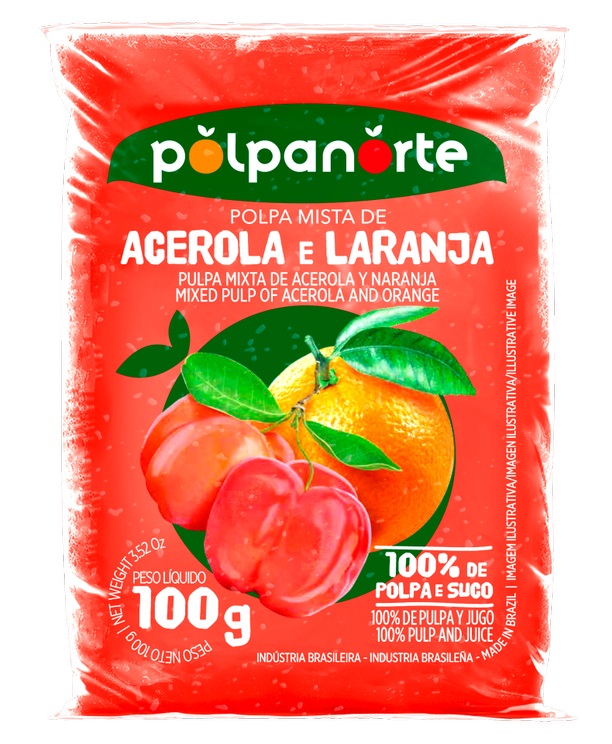 polpanorte
POLPA MISTA DE
ACEROLA E LARANJA
PULPA MIXTA DE ACEROLA Y NARANJA
MIXED PULP OF ACEROLA AND ORANGE
100% DE
POLPA E SUCO
100% DE PULPA Y JUGO
100% PULP AND JUICE
PESO LÍQUIDO
100g
PESO NETO 100g | NET WEIGHT 3.52 Oz
INDÚSTRIA BRASILEIRA - INDUSTRIA BRASILEÑA - MADE IN BRAZIL | IMAGEM ILUSTRATIVA/IMAGEN ILUSTRATIVA/ILLUSTRATIVE IMAGE